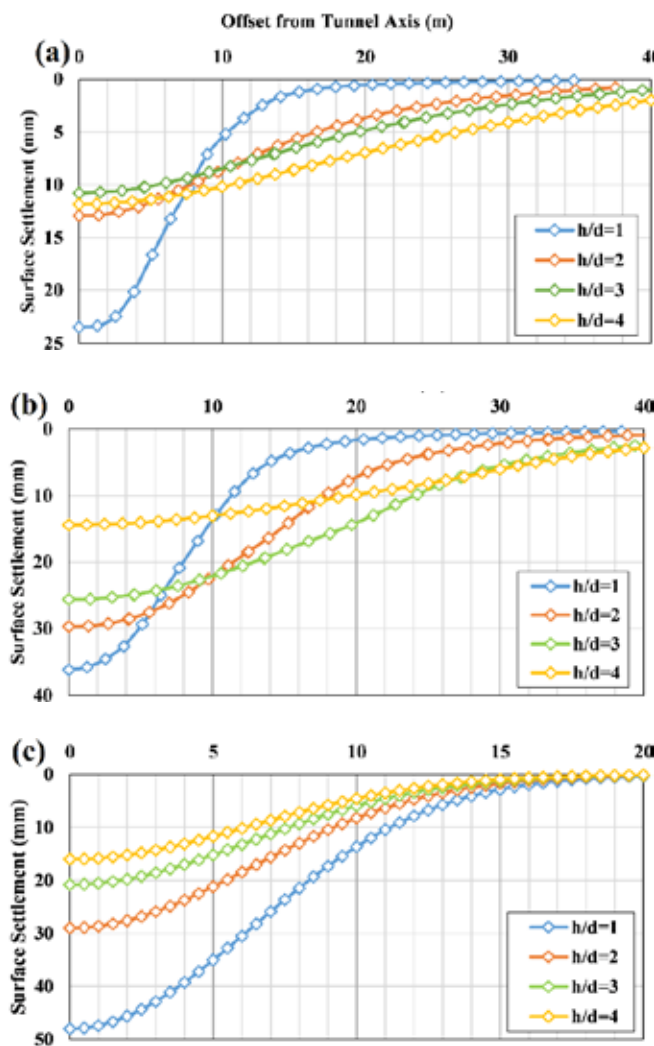 Offset from Tunnel Axis (m)
(a)
0 10 20 30 40
0
5
10
15
20
25
Surface Settlement (mm)
h/d=1
h/d=2
h/d=3
h/d=4
(b)
0 10 20 30 40
0
10
20
30
40
Surface Settlement (mm)
h/d=1
h/d=2
h/d=3
h/d=4
(c)
0 5 10 15 20
0
10
20
30
40
50
Surface Settlement (mm)
h/d=1
h/d=2
h/d=3
h/d=4